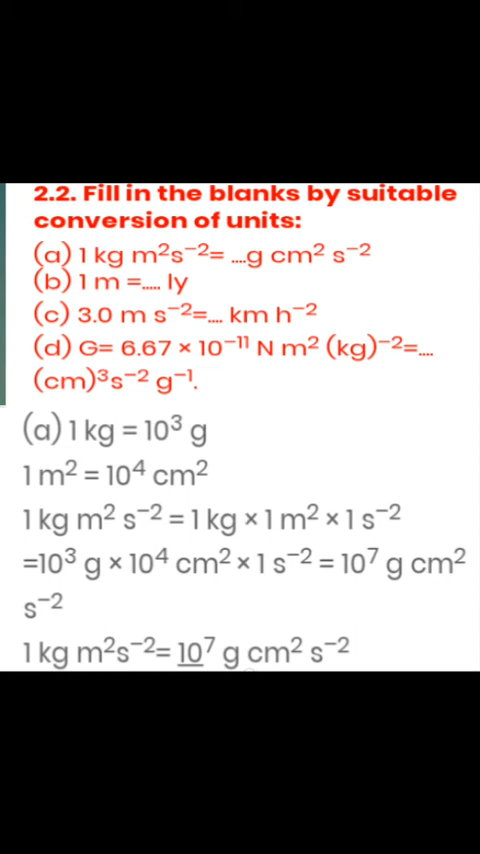 2.2. Fill in the blanks by suitable
conversion of units:
(a) 1 kg m²s⁻²= ....g cm² s⁻²
(b) 1 m =..... ly
(c) 3.0 m s⁻²=.... km h⁻²
(d) G= 6.67 × 10⁻¹¹ N m² (kg)⁻²=....
(cm)³s⁻² g⁻¹.
(a) 1 kg = 10³ g
1 m² = 10⁴ cm²
1 kg m² s⁻² = 1 kg × 1 m² × 1 s⁻²
=10³ g × 10⁴ cm² × 1 s⁻² = 10⁷ g cm²
s⁻²
1 kg m²s⁻²= 10⁷ g cm² s⁻²